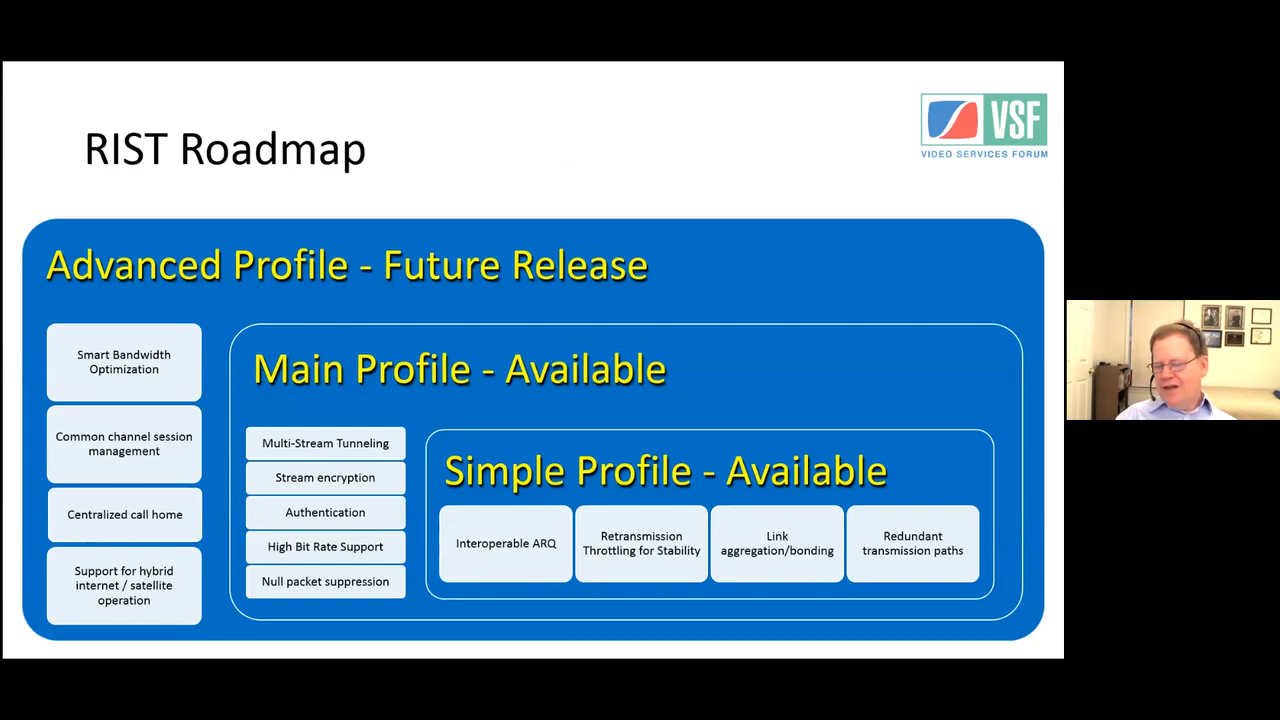 RIST Roadmap
VSF
VIDEO SERVICES FORUM
Advanced Profile - Future Release
Smart Bandwidth
Optimization
Common channel session
management
Centralized call home
Support for hybrid
internet / satellite
operation
Main Profile - Available
Multi-Stream Tunneling
Stream encryption
Authentication
High Bit Rate Support
Null packet suppression
Simple Profile - Available
Interoperable ARQ
Retransmission
Throttling for Stability
Link
aggregation/bonding
Redundant
transmission paths